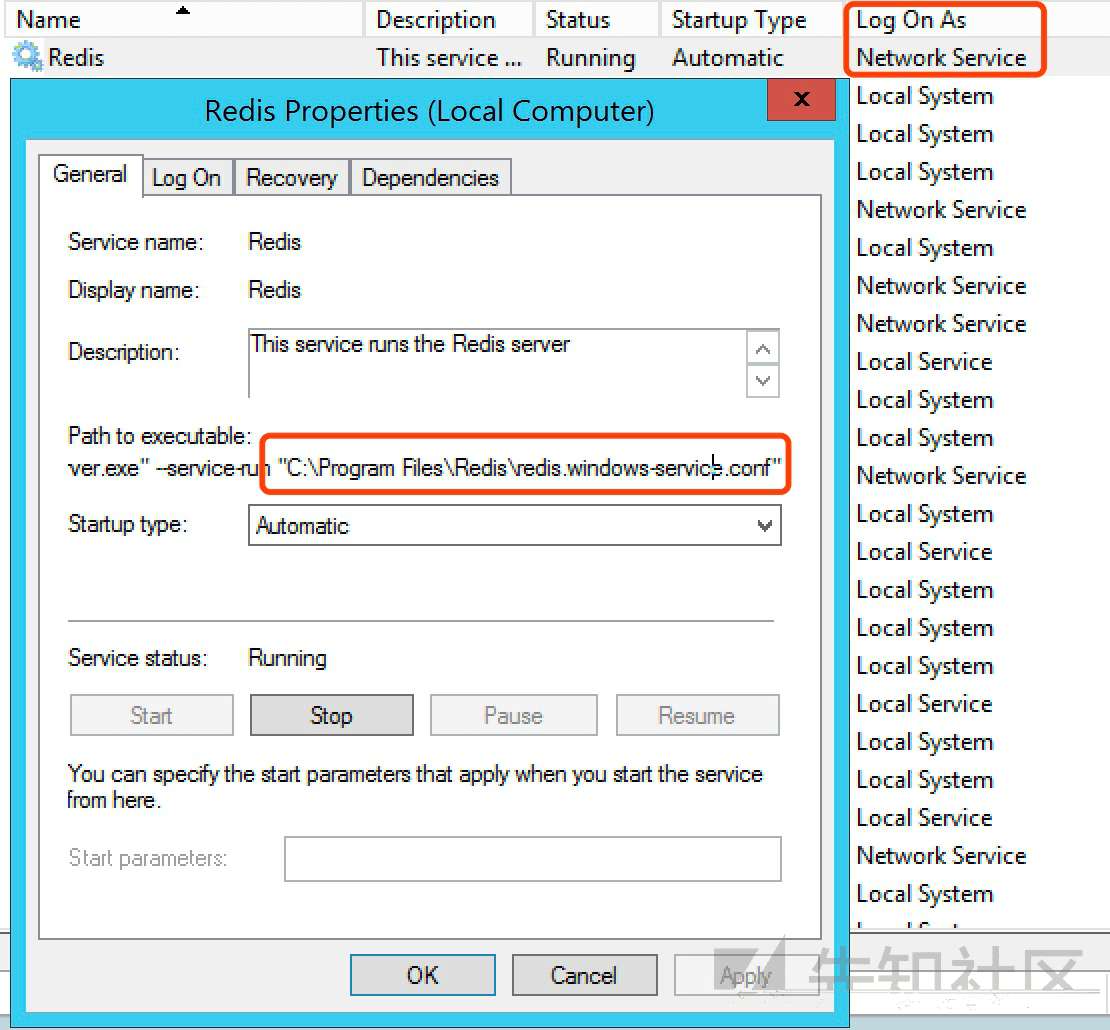 Name Description Status Startup Type Log On As
Redis This service ... Running Automatic Network Service
Redis Properties (Local Computer) x
Local System
Local System
General Log On Recovery Dependencies
Local System
Network Service
Service name: Redis
Local System
Display name: Redis
Network Service
Network Service
Description: This service runs the Redis server
Local Service
Local System
Path to executable:
Local System
ver.exe" --service-run "C:\Program Files\Redis\redis.windows-service.conf"
Network Service
Startup type: Automatic
Local System
Local Service
Local System
Local System
Service status: Running
Local System
Local Service
Start Stop Pause Resume
Local System
You can specify the start parameters that apply when you start the service
from here.
Local System
Local Service
Start parameters:
Network Service
Local System
OK Cancel Apply
先知社区